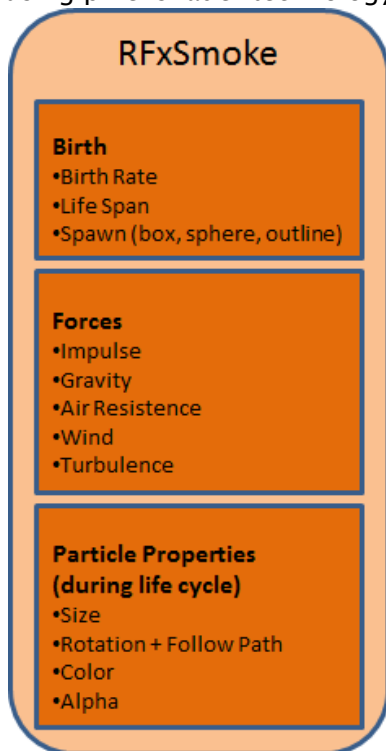 RFxSmoke
Birth
•Birth Rate
•Life Span
•Spawn (box, sphere, outline)
Forces
•Impulse
•Gravity
•Air Resistence
•Wind
•Turbulence
Particle Properties
(during life cycle)
•Size
•Rotation + Follow Path
•Color
•Alpha